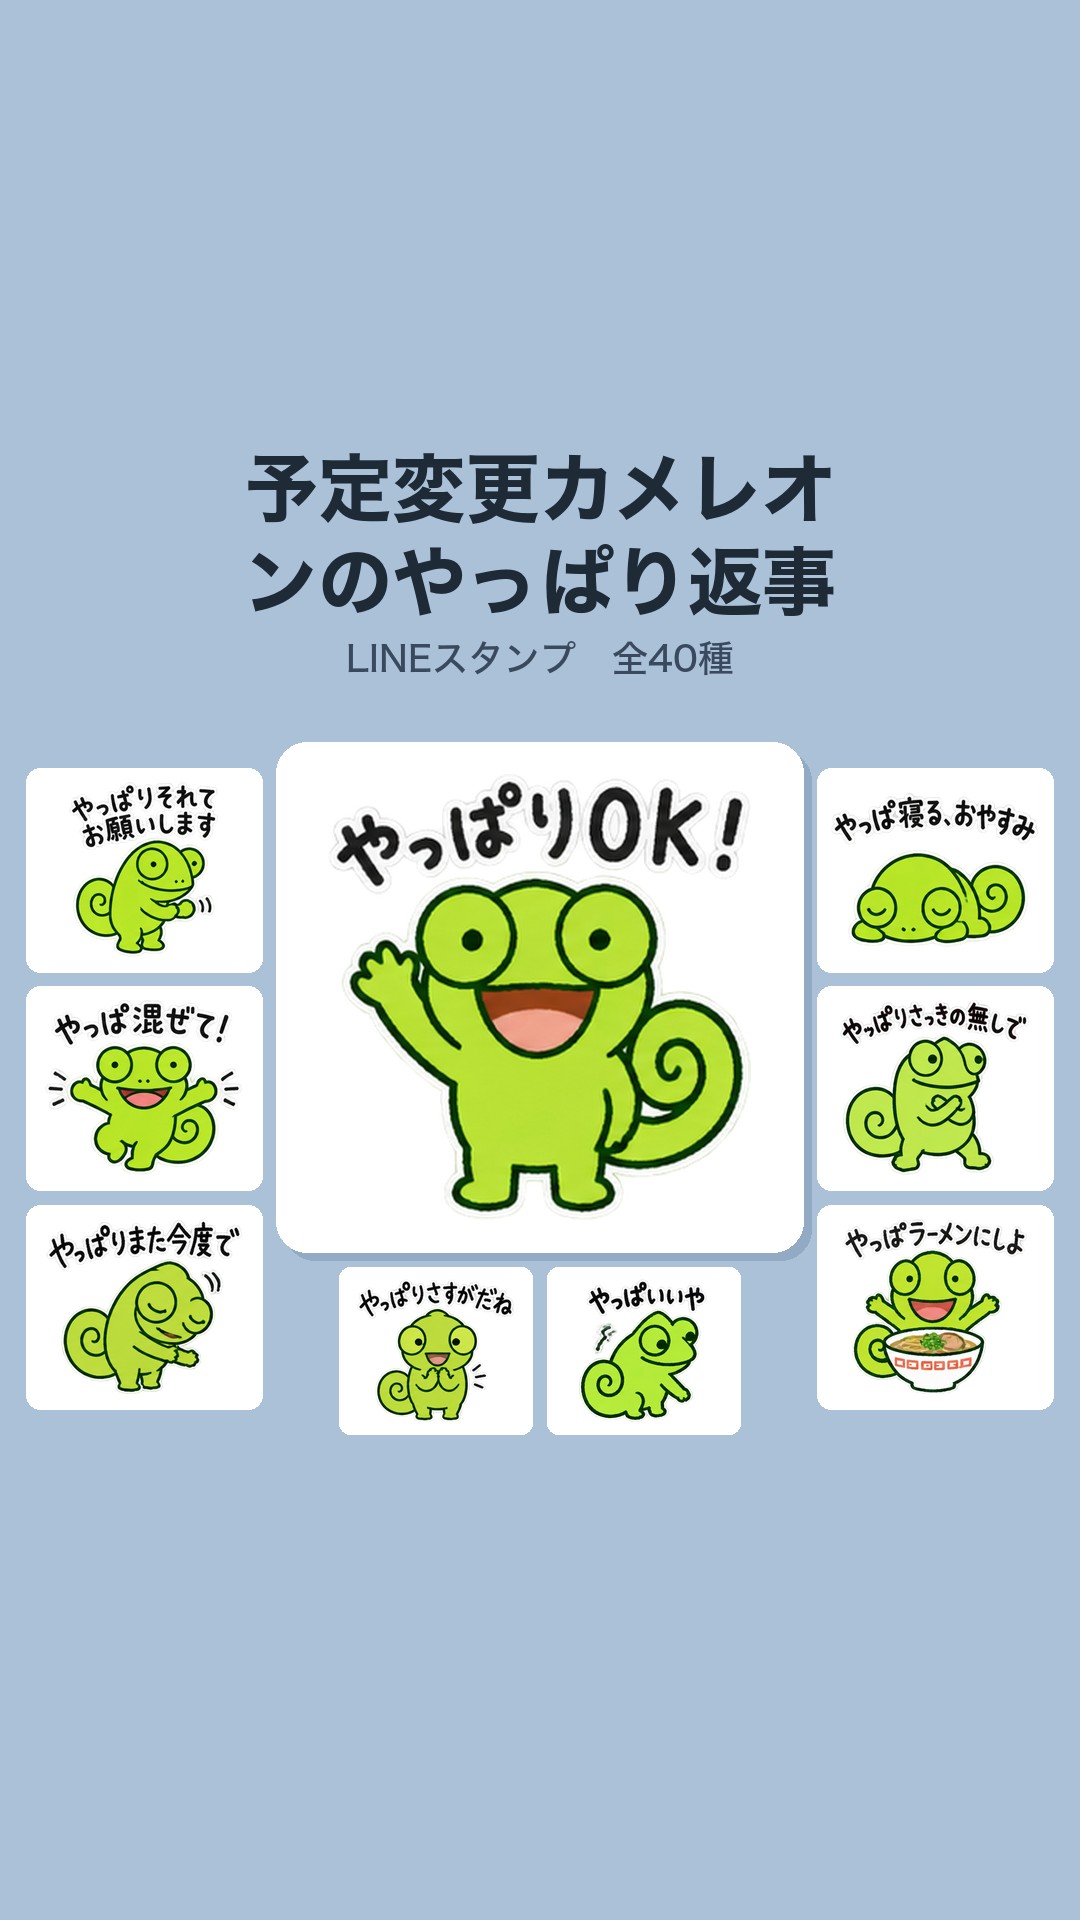 予定変更カメレオ
ンのやっぱり返事
LINEスタンプ　全40種
やっぱりそれで
お願いします
やっぱりOK!
やっぱ寝る、おやすみ
やっぱ混ぜて!
やっぱりさっきの無しで
やっぱりまた今度で
やっぱりさすがだね
やっぱいいや
やっぱラーメンにしよ